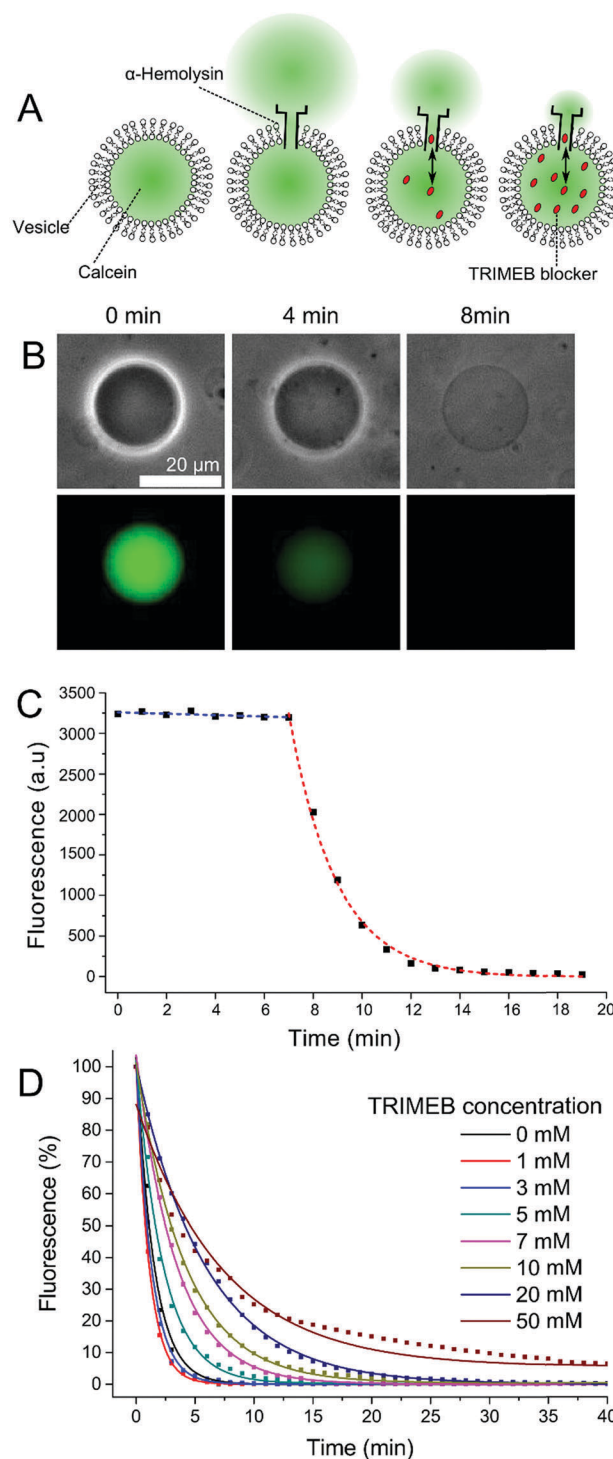 A
α-Hemolysin
Vesicle
Calcein
TRIMEB blocker
B
0 min 4 min 8min
20 µm
C
3500
3000
2500
2000
1500
1000
500
0
Fluorescence (a.u)
0 2 4 6 8 10 12 14 16 18 20
Time (min)
D
100
90
80
70
60
50
40
30
20
10
0
Fluorescence (%)
TRIMEB concentration
0 mM
1 mM
3 mM
5 mM
7 mM
10 mM
20 mM
50 mM
0 5 10 15 20 25 30 35 40
Time (min)